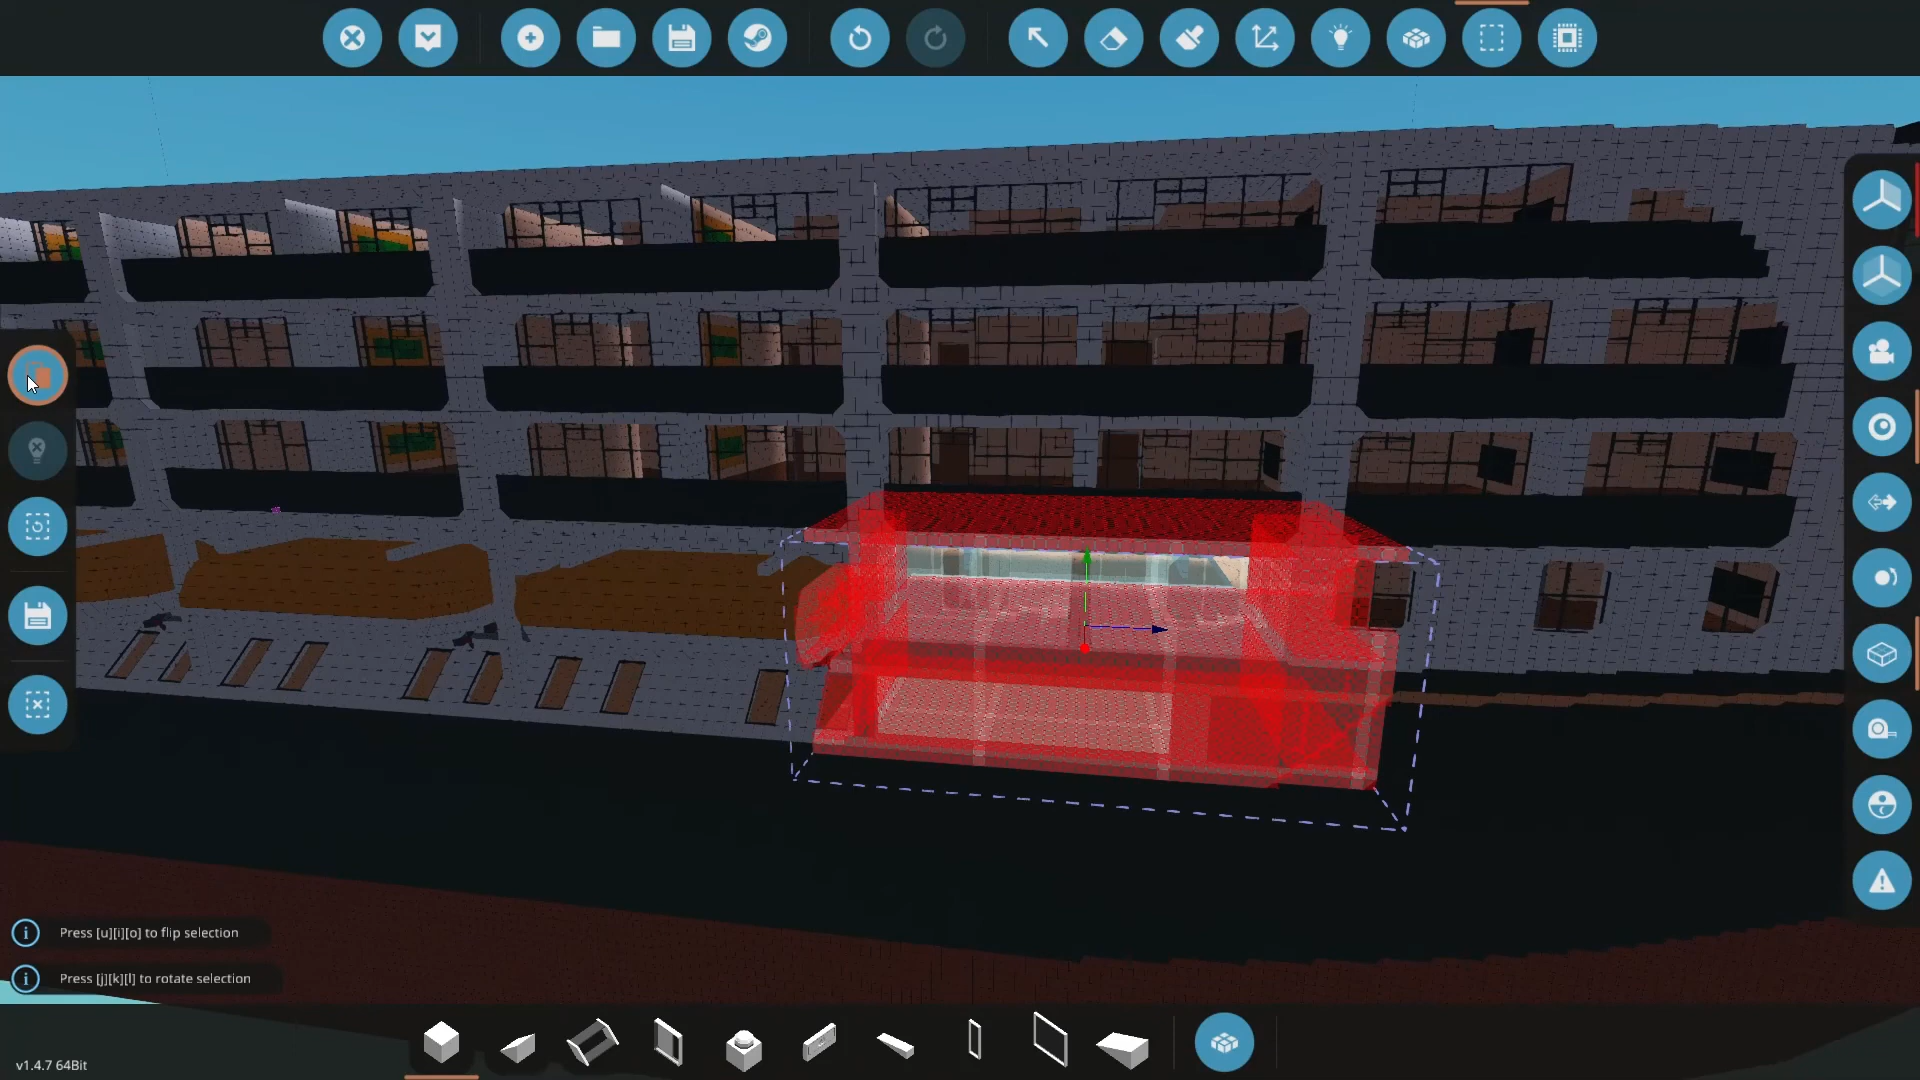 Press [u][i][o] to flip selection
Press [j][k][l] to rotate selection
v1.4.7 64Bit